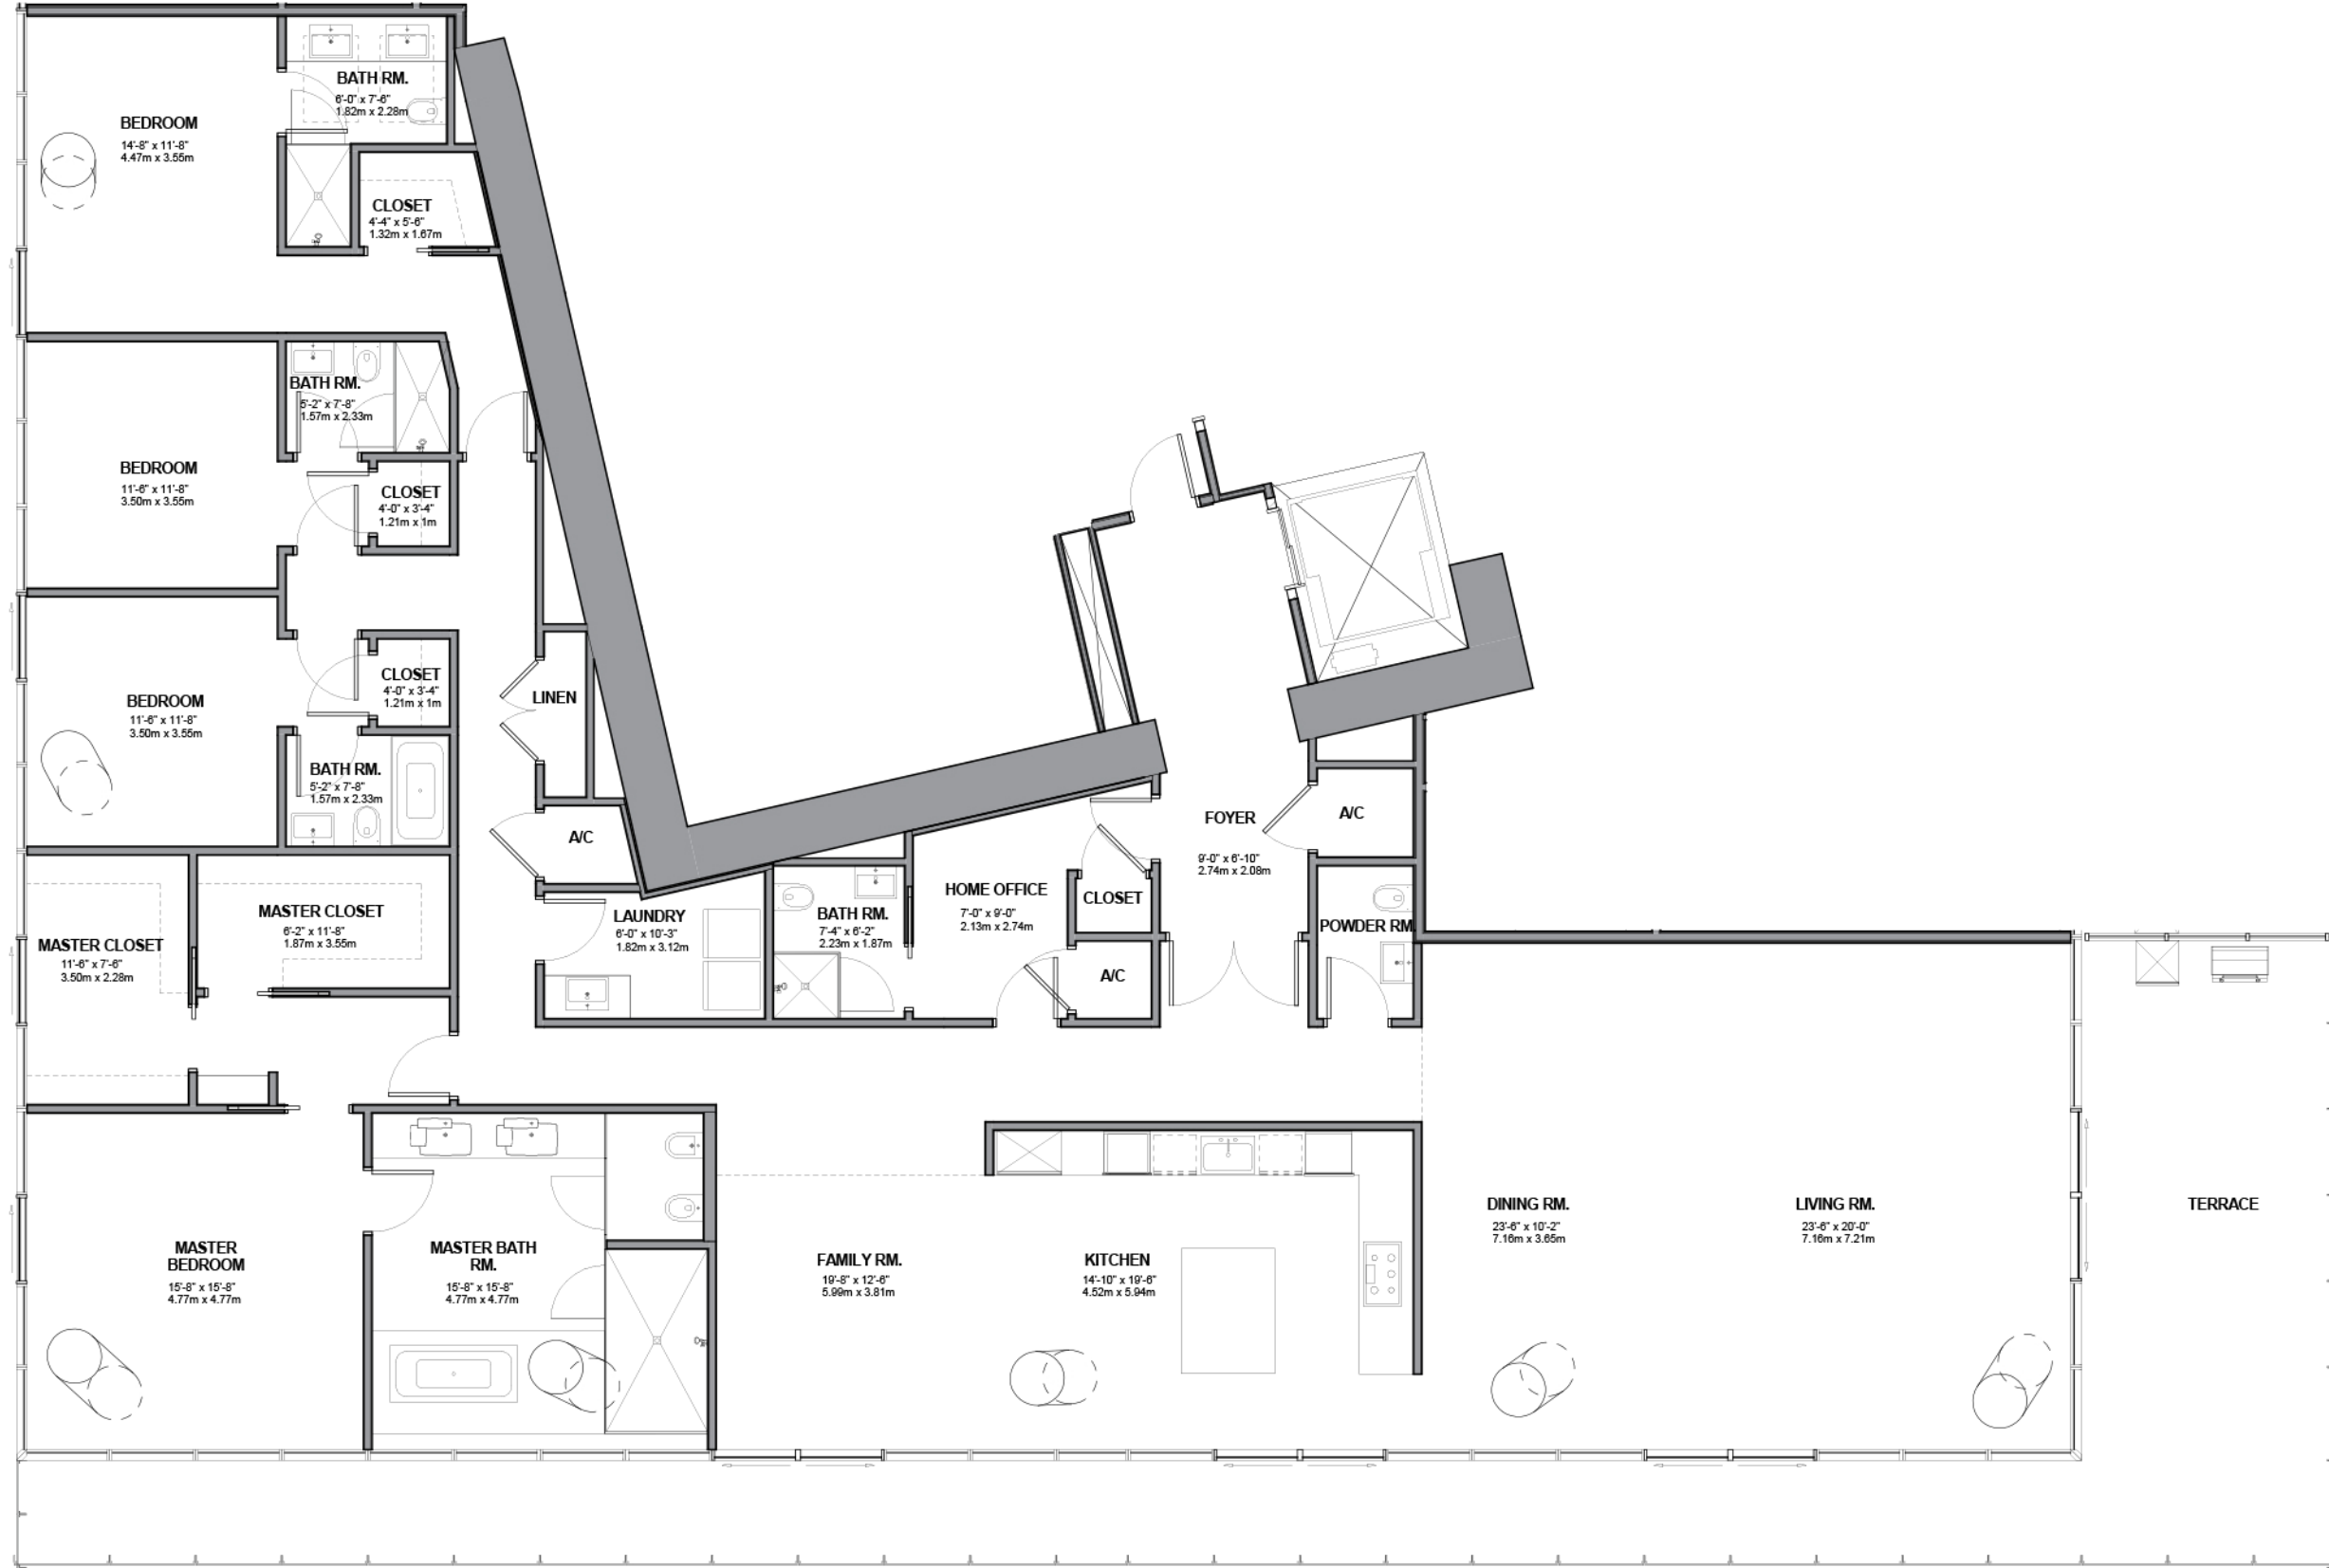 BATH RM.
6'-0" x 7'-6"
1.82m x 2.28m
BEDROOM
14'-8" x 11'-8"
4.47m x 3.55m
CLOSET
4'-4" x 5'-6"
1.32m x 1.67m
BATH RM.
5'-2" x 7'-8"
1.57m x 2.33m
BEDROOM
11'-6" x 11'-8"
3.50m x 3.55m
CLOSET
4'-0" x 3'-4"
1.21m x 1m
CLOSET
4'-0" x 3'-4"
1.21m x 1m
LINEN
BEDROOM
11'-6" x 11'-8"
3.50m x 3.55m
BATH RM.
5'-2" x 7'-8"
1.57m x 2.33m
A/C
FOYER
9'-0" x 6'-10"
2.74m x 2.08m
A/C
MASTER CLOSET
6'-2" x 11'-8"
1.87m x 3.55m
MASTER CLOSET
11'-6" x 7'-6"
3.50m x 2.28m
LAUNDRY
6'-0" x 10'-3"
1.82m x 3.12m
BATH RM.
7'-4" x 6'-2"
2.23m x 1.87m
HOME OFFICE
7'-0" x 9'-0"
2.13m x 2.74m
CLOSET
POWDER RM.
A/C
MASTER
BEDROOM
15'-8" x 15'-8"
4.77m x 4.77m
MASTER BATH
RM.
15'-8" x 15'-8"
4.77m x 4.77m
FAMILY RM.
19'-8" x 12'-6"
5.99m x 3.81m
KITCHEN
14'-10" x 19'-6"
4.52m x 5.94m
DINING RM.
23'-6" x 10'-2"
7.16m x 3.65m
LIVING RM.
23'-6" x 20'-0"
7.16m x 7.21m
TERRACE